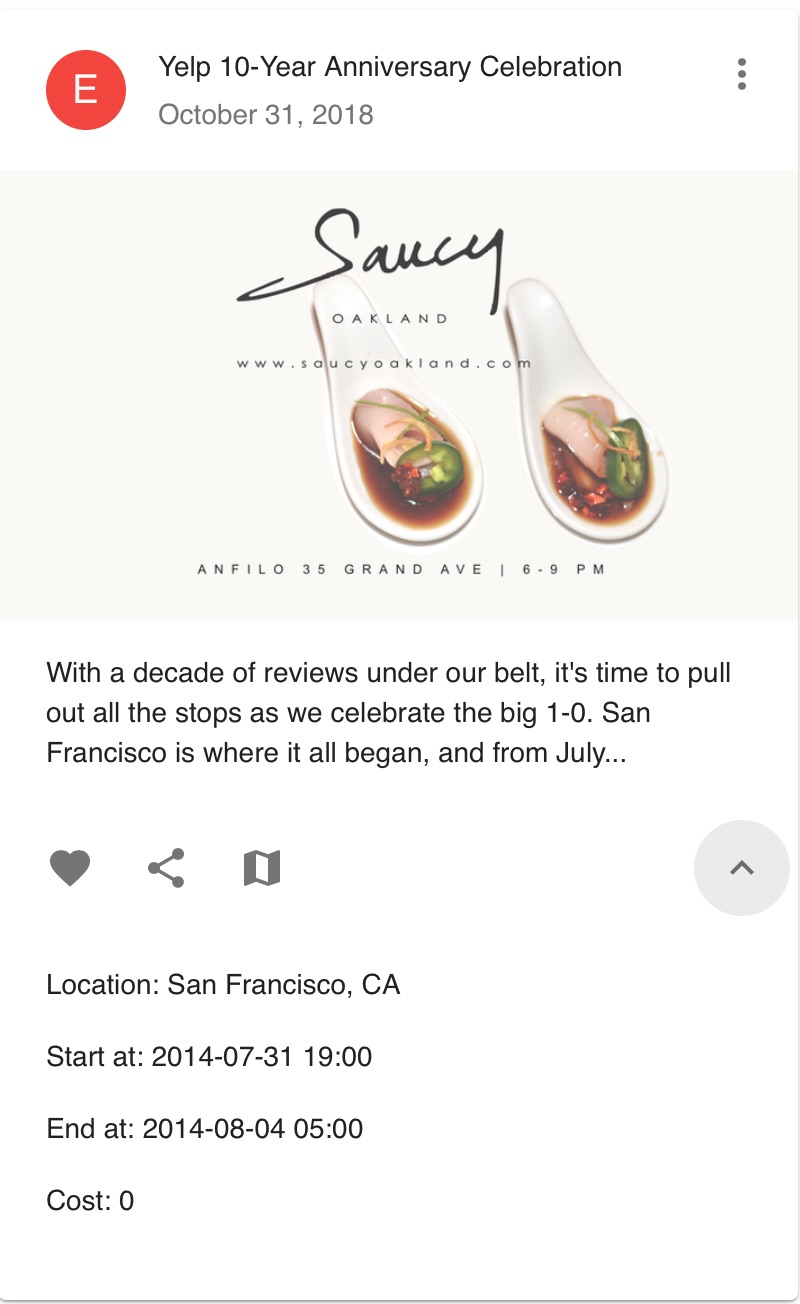 E
Yelp 10-Year Anniversary Celebration
October 31, 2018
Saucy
OAKLAND
www.saucyoakland.com
ANFILO 35 GRAND AVE | 6-9 PM
With a decade of reviews under our belt, it's time to pull
out all the stops as we celebrate the big 1-0. San
Francisco is where it all began, and from July...
Location: San Francisco, CA
Start at: 2014-07-31 19:00
End at: 2014-08-04 05:00
Cost: 0